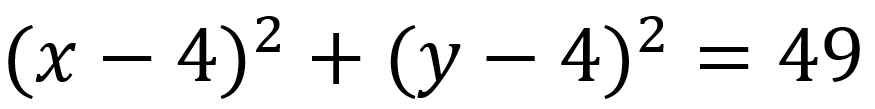 (x − 4)² + (y − 4)² = 49